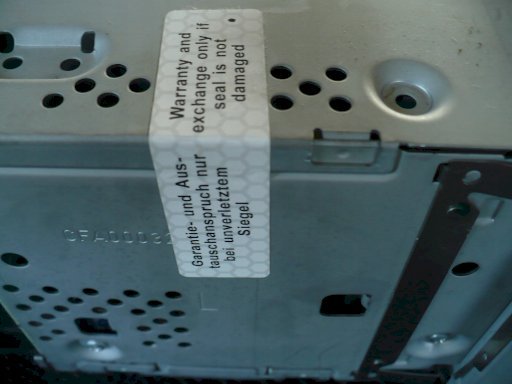 Warranty and
exchange only if
seal is not
damaged
Garantie- und Aus-
tauschanspruch nur
bei unverletztem
Siegel